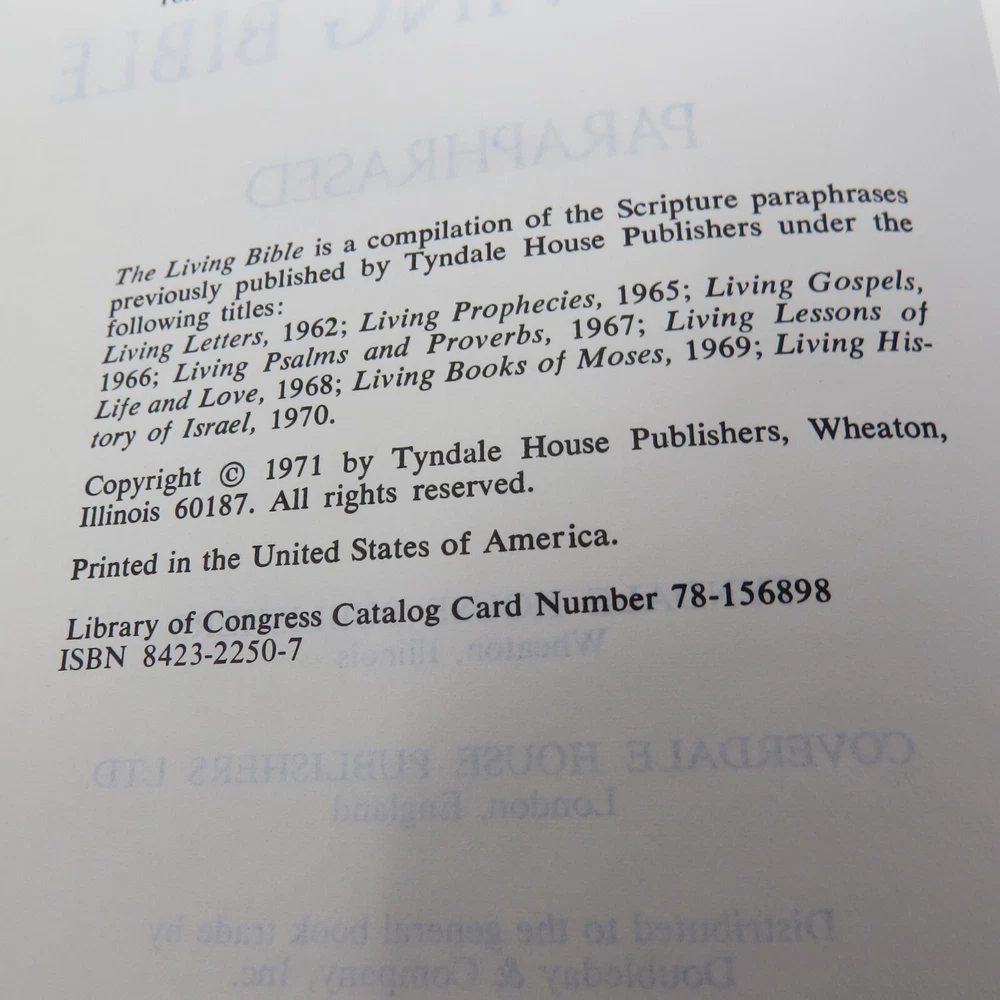 The Living Bible is a compilation of the Scripture paraphrases
previously published by Tyndale House Publishers under the
following titles:
Living Letters, 1962; Living Prophecies, 1965; Living Gospels,
1966; Living Psalms and Proverbs, 1967; Living Lessons of
Life and Love, 1968; Living Books of Moses, 1969; Living His-
tory of Israel, 1970.
Copyright © 1971 by Tyndale House Publishers, Wheaton,
Illinois 60187. All rights reserved.
Printed in the United States of America.
Library of Congress Catalog Card Number 78-156898
ISBN 8423-2250-7